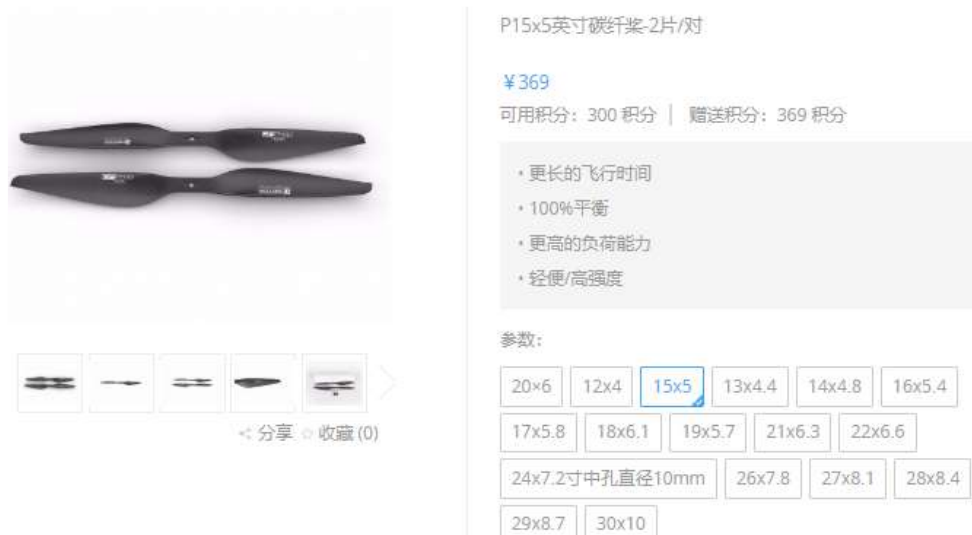 P15x5英寸碳纤桨-2片/对
¥369
可用积分：300 积分 │ 赠送积分：369 积分
• 更长的飞行时间
• 100%平衡
• 更高的负荷能力
• 轻便/高强度
参数：
20×6 12x4 15x5 13x4.4 14x4.8 16x5.4
17x5.8 18x6.1 19x5.7 21x6.3 22x6.6
24x7.2寸中孔直径10mm 26x7.8 27x8.1 28x8.4
29x8.7 30x10
分享 收藏 (0)